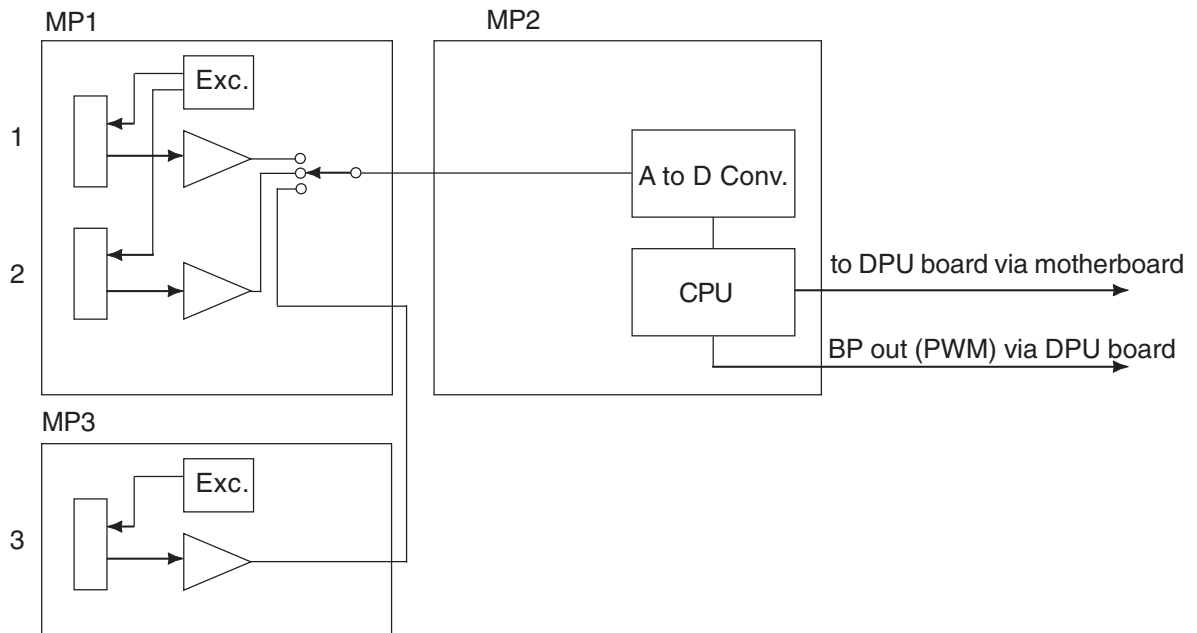 MP1
MP2
Exc.
1
A to D Conv.
2
CPU
to DPU board via motherboard
BP out (PWM) via DPU board
MP3
Exc.
3